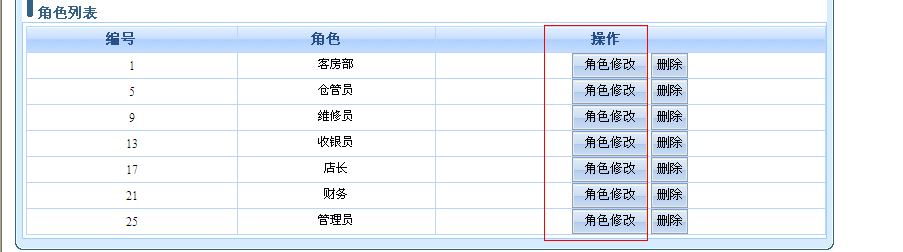 角色列表
编号 角色 操作
1 客房部 角色修改 删除
5 仓管员 角色修改 删除
9 维修员 角色修改 删除
13 收银员 角色修改 删除
17 店长 角色修改 删除
21 财务 角色修改 删除
25 管理员 角色修改 删除